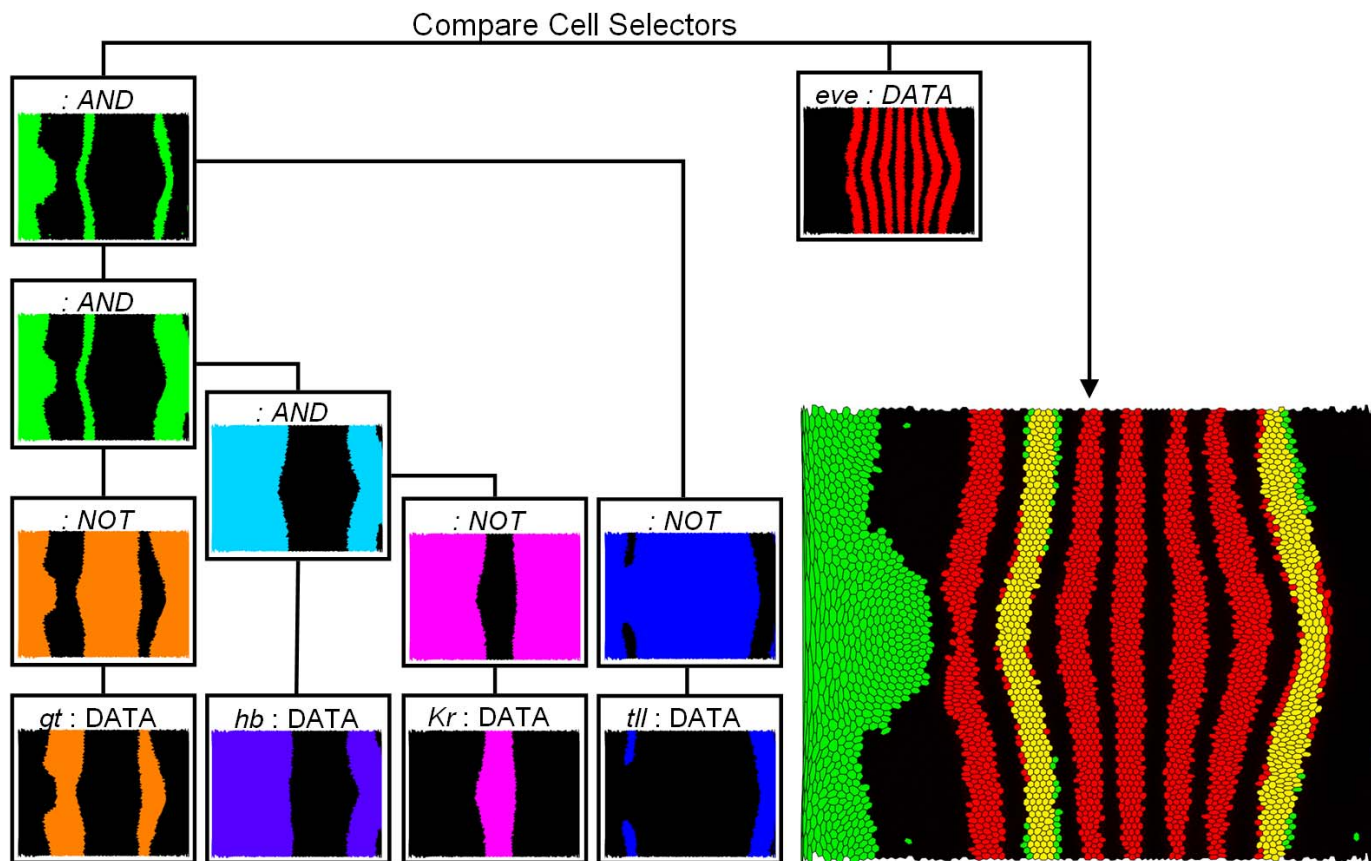 Compare Cell Selectors
: AND
eve : DATA
: AND
: AND
: NOT
: NOT
: NOT
gt : DATA
hb : DATA
Kr : DATA
tll : DATA